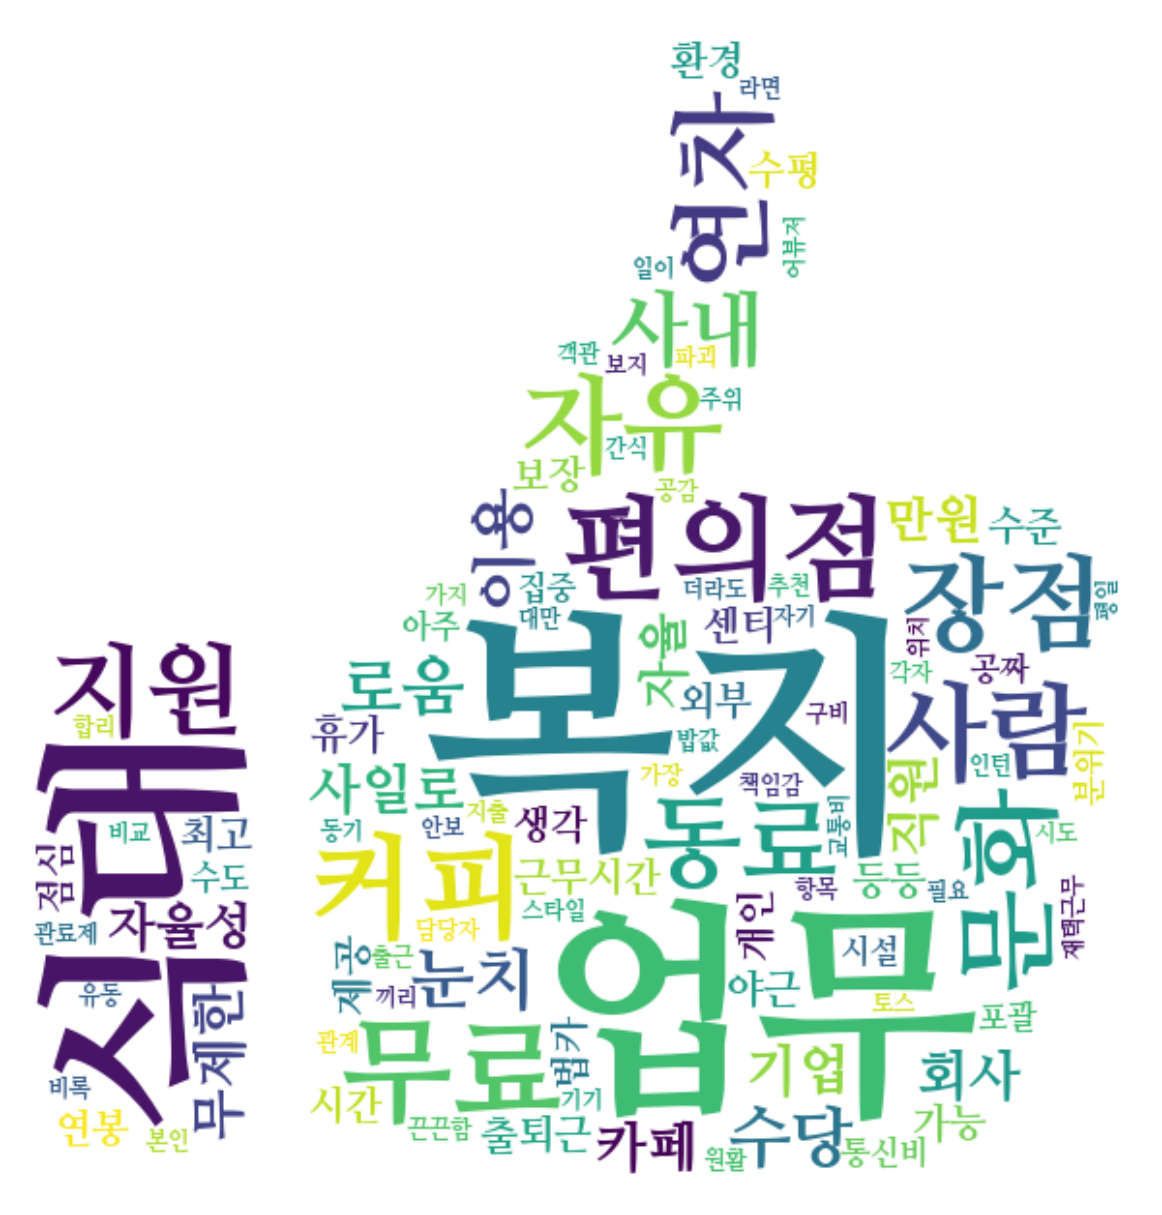 환경
라면
연차
수평
어뷰저
일이
사내
객관
보지
파괴
자유
주위
간식
보장
공감
이용
편의점
만원
수준
장점
평일
집중
더라도
추천
가지
대만
아주
센티
자기
위치
복지
자율
각자
공짜
사람
지원
합리
로움
외부
구비
휴가
밥값
분위기
식대
사일로
가장
책임감
직원
인턴
지출
동료
교통비
문화
비교
최고
동기
안보
생각
시도
점심
수도
커피
근무시간
항목
등등
필요
자율성
스타일
개인
재택근무
관료제
담당자
업무
제공
출근
눈치
시설
야근
유동
무제한
끼리
토스
포괄
관계
무료
법카
기업
회사
비록
시간
기기
연봉
본인
끈끈함
출퇴근
카페
원활
수당
통신비
가능